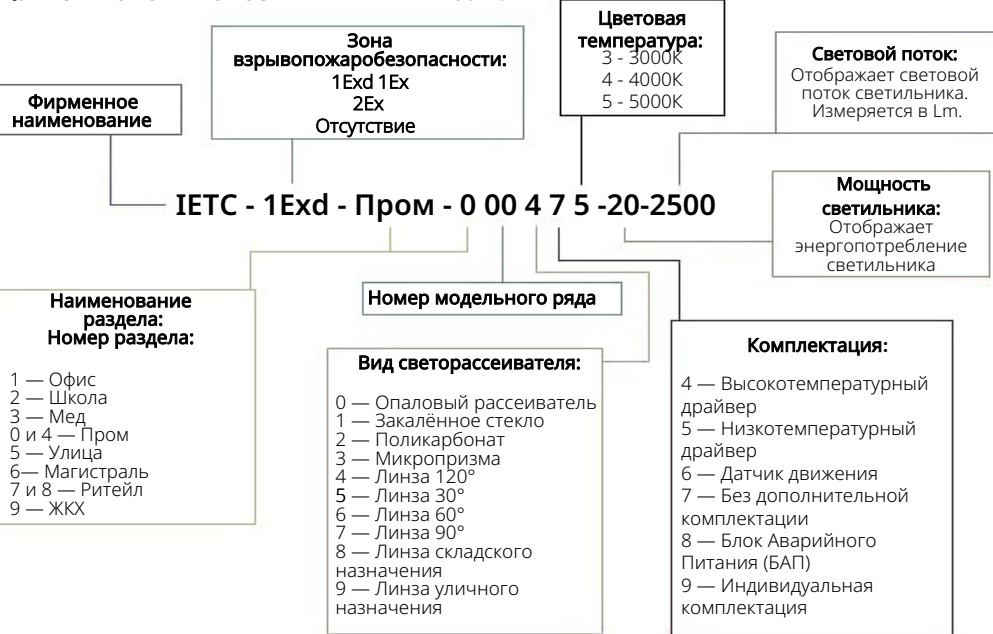 Цветовая
температура:
3 - 3000К
4 - 4000К
5 - 5000К
Зона
взрывопожаробезопасности:
1Exd 1Ex
2Ex
Отсутствие
Световой поток:
Отображает световой
поток светильника.
Измеряется в Lm.
Фирменное
наименование
IETC - 1Exd - Пром - 0 00 4 7 5 -20-2500
Мощность
светильника:
Отображает
энергопотребление
светильника
Номер модельного ряда
Наименование
раздела:
Номер раздела:
1 — Офис
2 — Школа
3 — Мед
0 и 4 — Пром
5 — Улица
6— Магистраль
7 и 8 — Ритейл
9 — ЖКХ
Вид светорассеивателя:
0 — Опаловый рассеиватель
1 — Закалённое стекло
2 — Поликарбонат
3 — Микропризма
4 — Линза 120°
5 — Линза 30°
6 — Линза 60°
7 — Линза 90°
8 — Линза складского
назначения
9 — Линза уличного
назначения
Комплектация:
4 — Высокотемпературный
драйвер
5 — Низкотемпературный
драйвер
6 — Датчик движения
7 — Без дополнительной
комплектации
8 — Блок Аварийного
Питания (БАП)
9 — Индивидуальная
комплектация